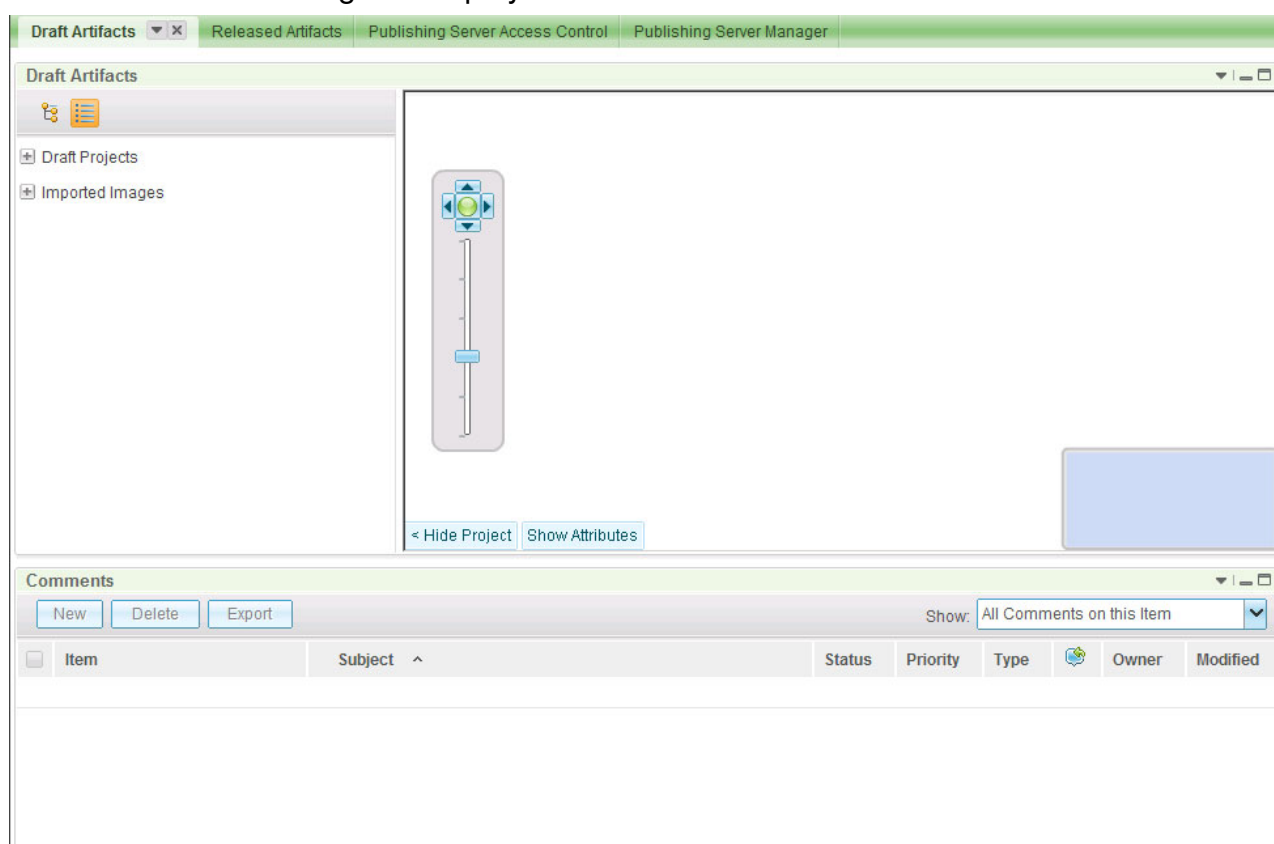 Draft Artifacts Released Artifacts Publishing Server Access Control Publishing Server Manager
Draft Artifacts
Draft Projects
Imported Images
< Hide Project Show Attributes
Comments
New Delete Export Show: All Comments on this Item
Item Subject Status Priority Type Owner Modified